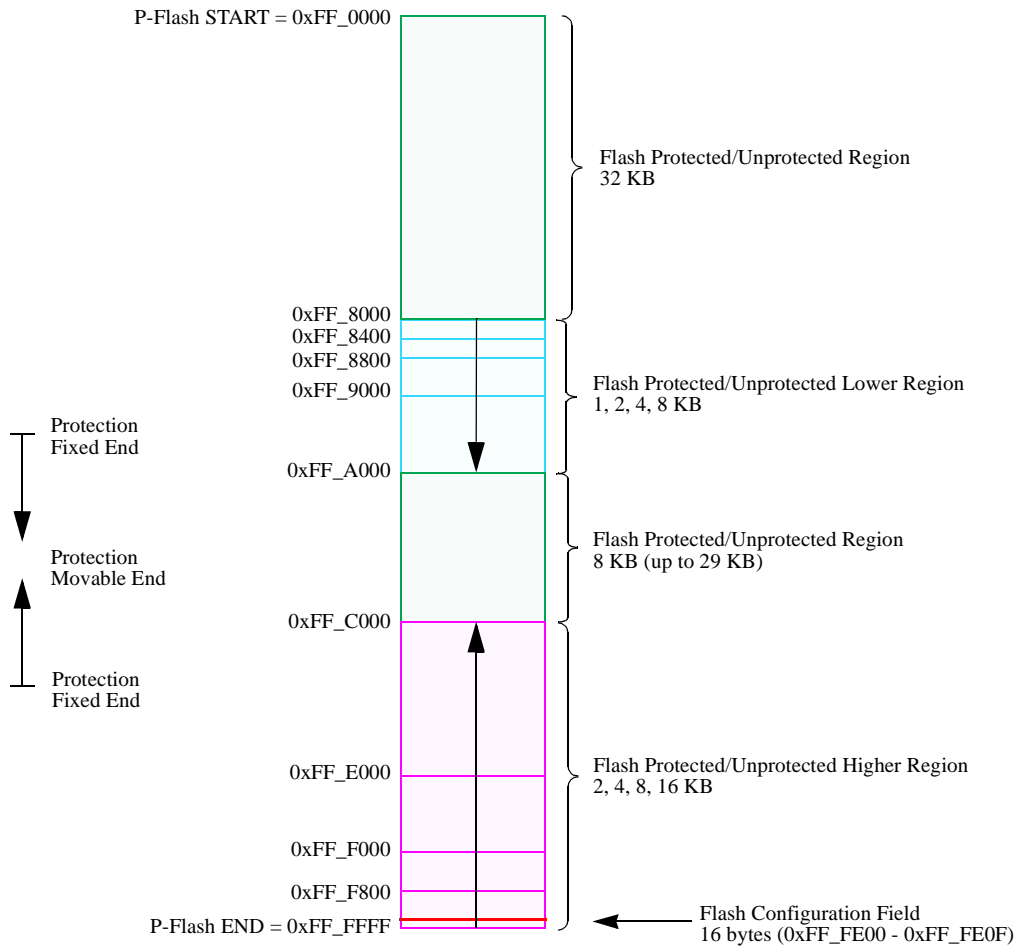 P-Flash START = 0xFF_0000
Flash Protected/Unprotected Region
32 KB
0xFF_8000
0xFF_8400
0xFF_8800
0xFF_9000
Flash Protected/Unprotected Lower Region
1, 2, 4, 8 KB
Protection
Fixed End
0xFF_A000
Protection
Movable End
Flash Protected/Unprotected Region
8 KB (up to 29 KB)
0xFF_C000
Protection
Fixed End
0xFF_E000
Flash Protected/Unprotected Higher Region
2, 4, 8, 16 KB
0xFF_F000
0xFF_F800
P-Flash END = 0xFF_FFFF
Flash Configuration Field
16 bytes (0xFF_FE00 - 0xFF_FE0F)